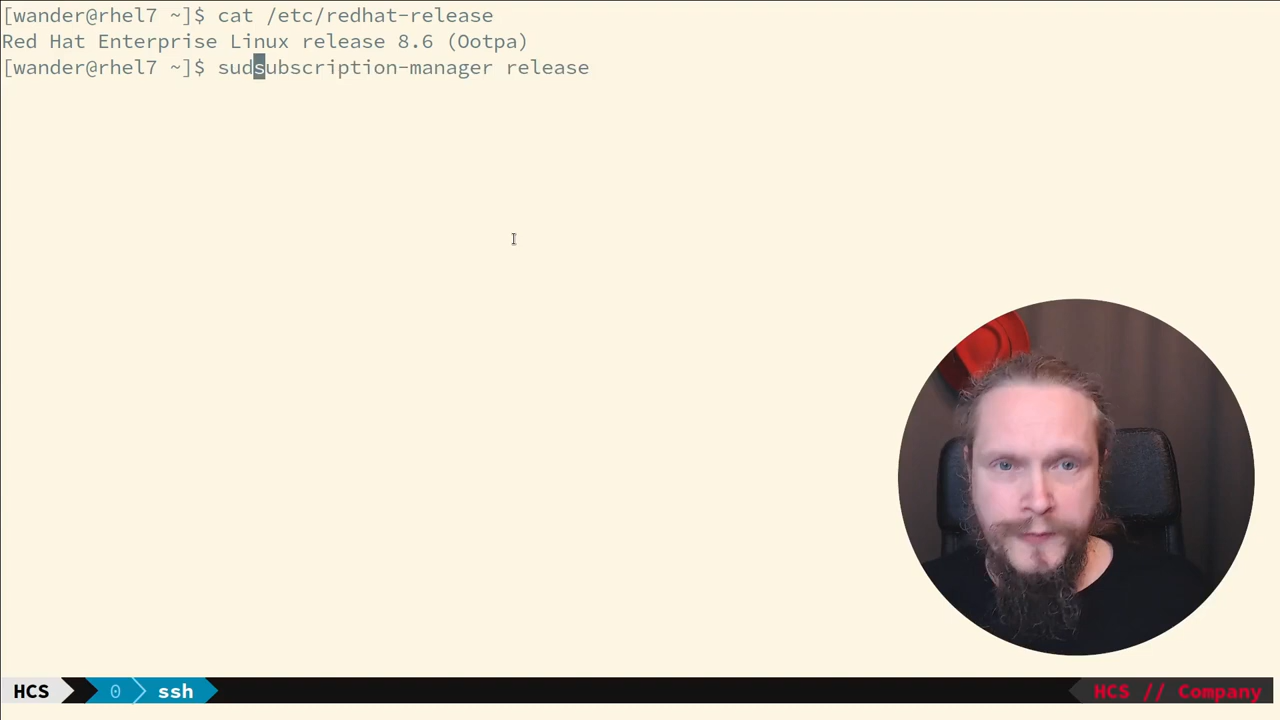 [wander@rhel7 ~]$ cat /etc/redhat-release
Red Hat Enterprise Linux release 8.6 (Ootpa)
[wander@rhel7 ~]$ sudsubscription-manager release
HCS 0 ssh HCS // Company